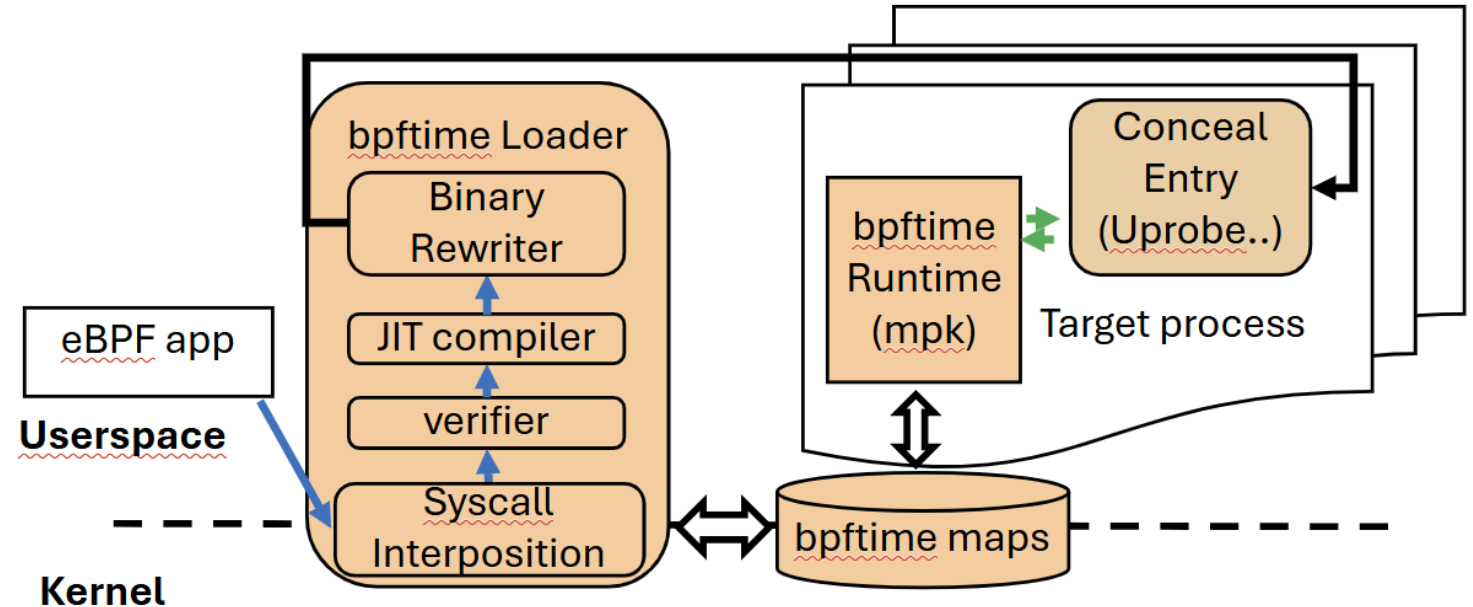 bpftime Loader
Binary
Rewriter
JIT compiler
verifier
Syscall
Interposition
eBPF app
Userspace
Kernel
bpftime
Runtime
(mpk)
Conceal
Entry
(Uprobe..)
Target process
bpftime maps